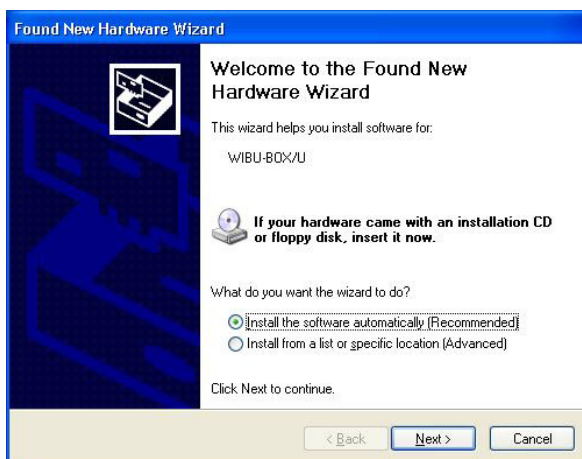 Found New Hardware Wizard
Welcome to the Found New
Hardware Wizard
This wizard helps you install software for:
WIBU-BOX/U
If your hardware came with an installation CD
or floppy disk, insert it now.
What do you want the wizard to do?
Install the software automatically (Recommended)
Install from a list or specific location (Advanced)
Click Next to continue.
< Back Next > Cancel